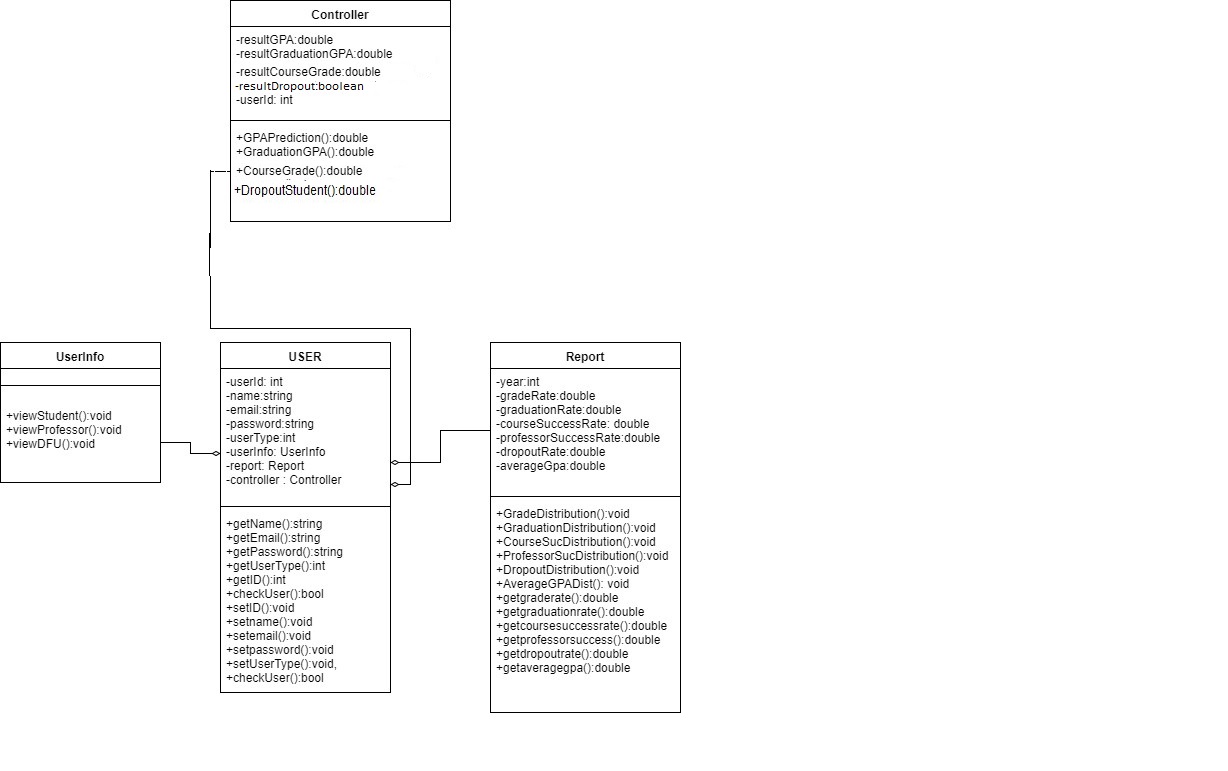 Controller
-resultGPA:double
-resultGraduationGPA:double
-resultCourseGrade:double
-resultDropout:boolean
-userId: int
+GPAPrediction():double
+GraduationGPA():double
+CourseGrade():double
+DropoutStudent():double
UserInfo
+viewStudent():void
+viewProfessor():void
+viewDFU():void
USER
-userId: int
-name:string
-email:string
-password:string
-userType:int
-userInfo: UserInfo
-report: Report
-controller : Controller
+getName():string
+getEmail():string
+getPassword():string
+getUserType():int
+getID():int
+checkUser():bool
+setID():void
+setname():void
+setemail():void
+setpassword():void
+setUserType():void,
+checkUser():bool
Report
-year:int
-gradeRate:double
-graduationRate:double
-courseSuccessRate: double
-professorSuccessRate:double
-dropoutRate:double
-averageGpa:double
+GradeDistribution():void
+GraduationDistribution():void
+CourseSucDistribution():void
+ProfessorSucDistribution():void
+DropoutDistribution():void
+AverageGPADist(): void
+getgraderate():double
+getgraduationrate():double
+getcoursesuccessrate():double
+getprofessorsuccess():double
+getdropoutrate():double
+getaveragegpa():double